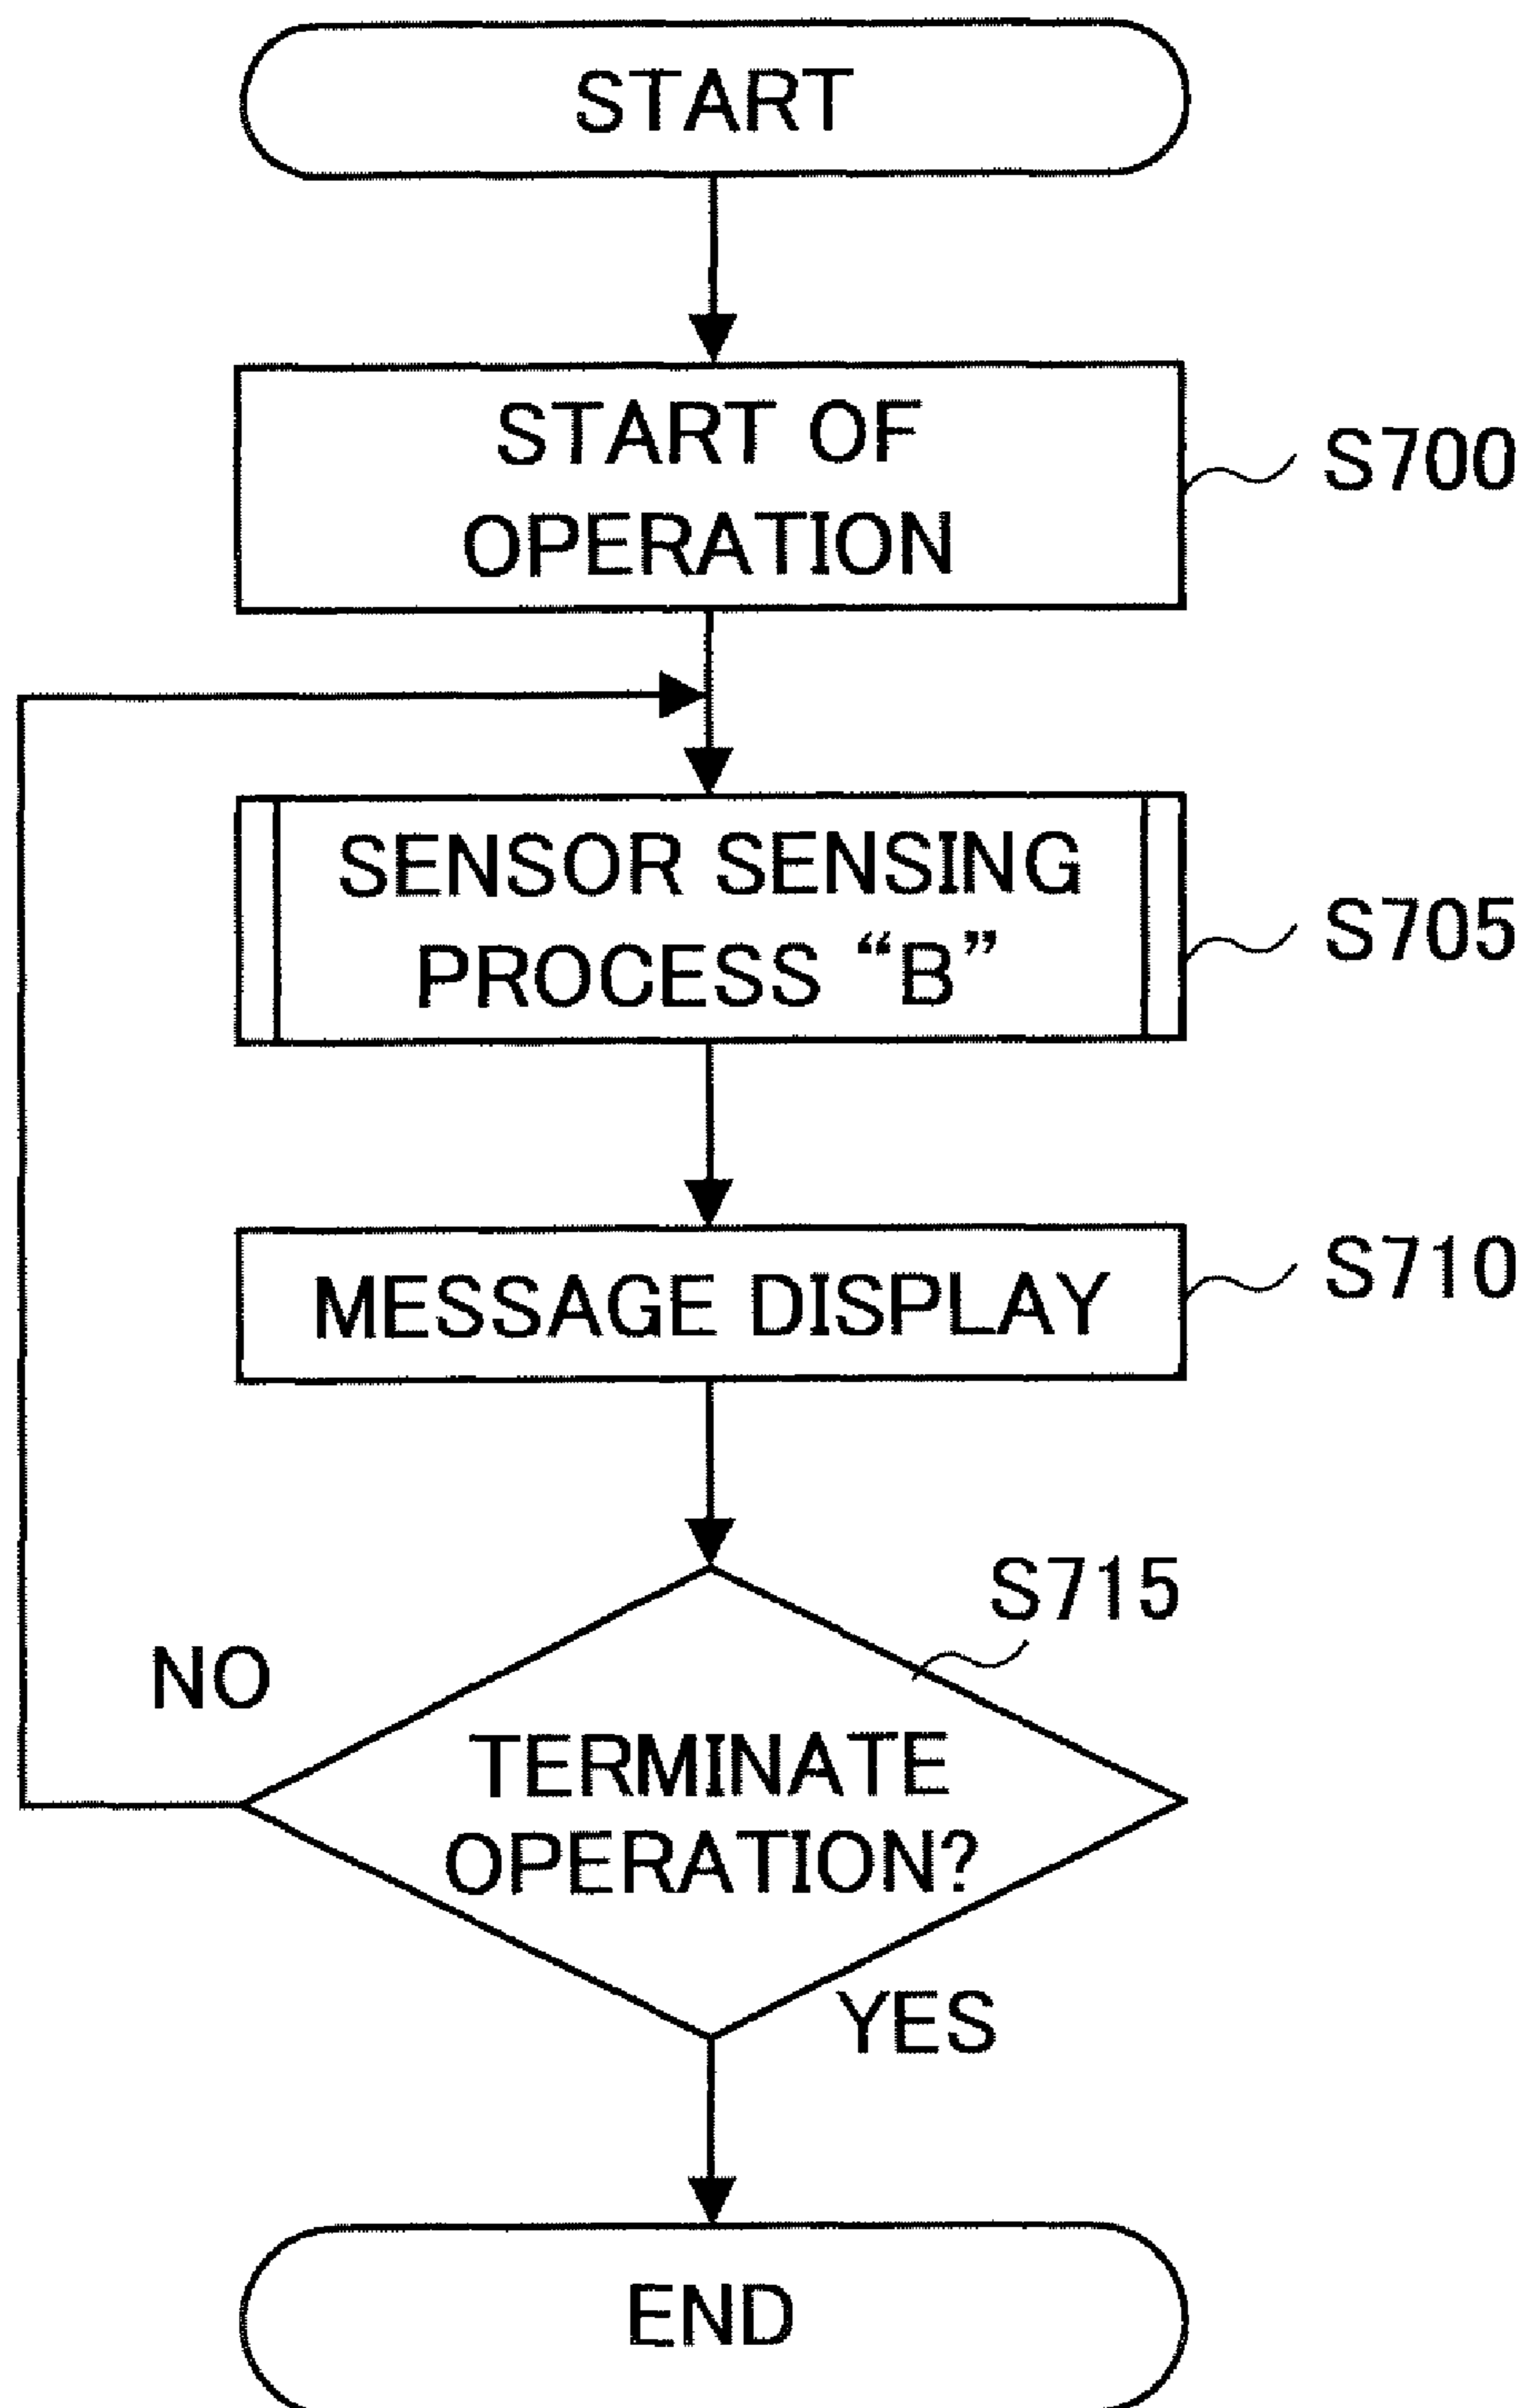 START
START OF
OPERATION
S700
SENSOR SENSING
PROCESS “B”
S705
MESSAGE DISPLAY
S710
S715
NO
TERMINATE
OPERATION?
YES
END